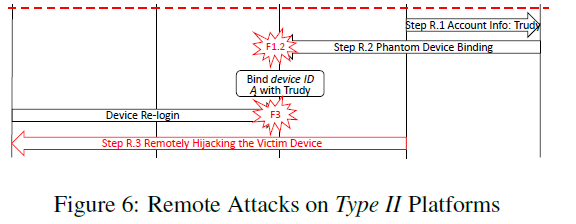 Step R.1 Account Info: Trudy
F1.2
Step R.2 Phantom Device Binding
Bind device ID
A with Trudy
Device Re-login
F3
Step R.3 Remotely Hijacking the Victim Device
Figure 6: Remote Attacks on Type II Platforms